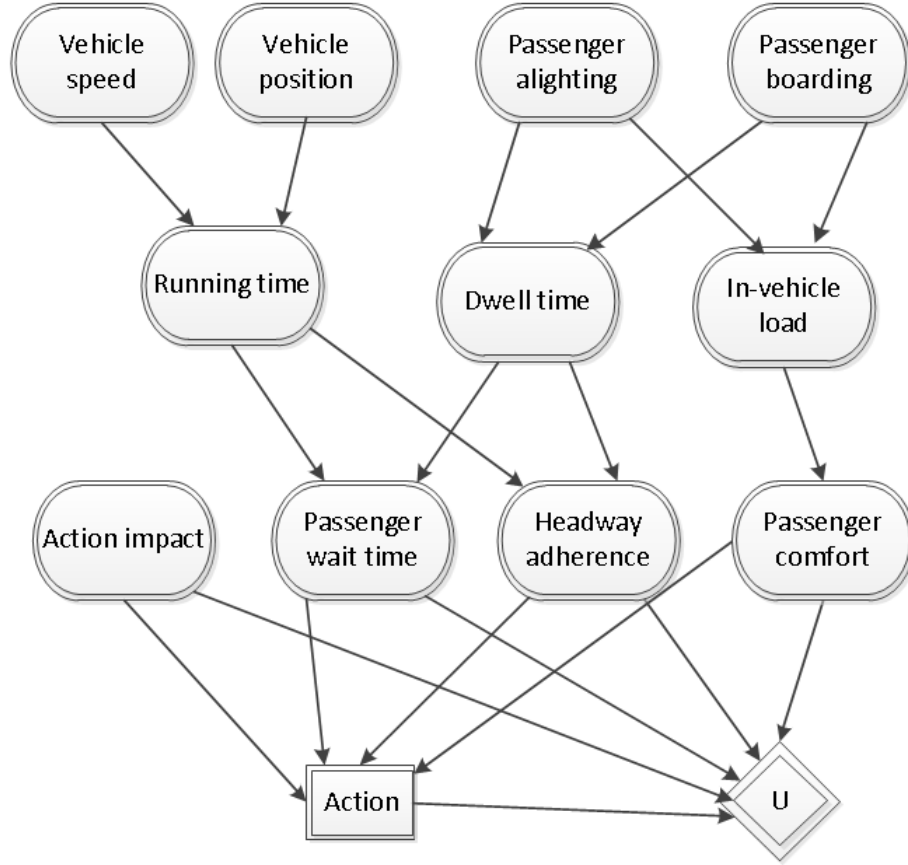 Vehicle
speed
Vehicle
position
Passenger
alighting
Passenger
boarding
Running time
Dwell time
In-vehicle
load
Action impact
Passenger
wait time
Headway
adherence
Passenger
comfort
Action
U